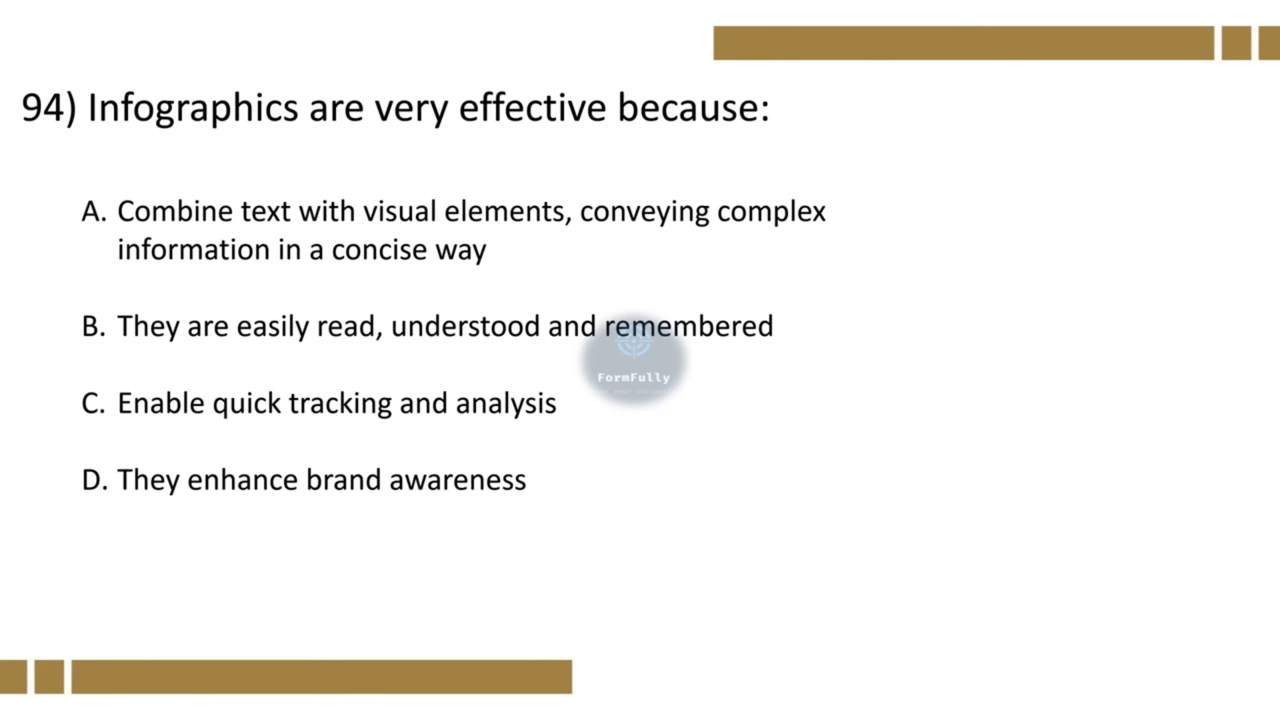 94) Infographics are very effective because:
A. Combine text with visual elements, conveying complex
information in a concise way
B. They are easily read, understood and remembered
FormFully
C. Enable quick tracking and analysis
D. They enhance brand awareness